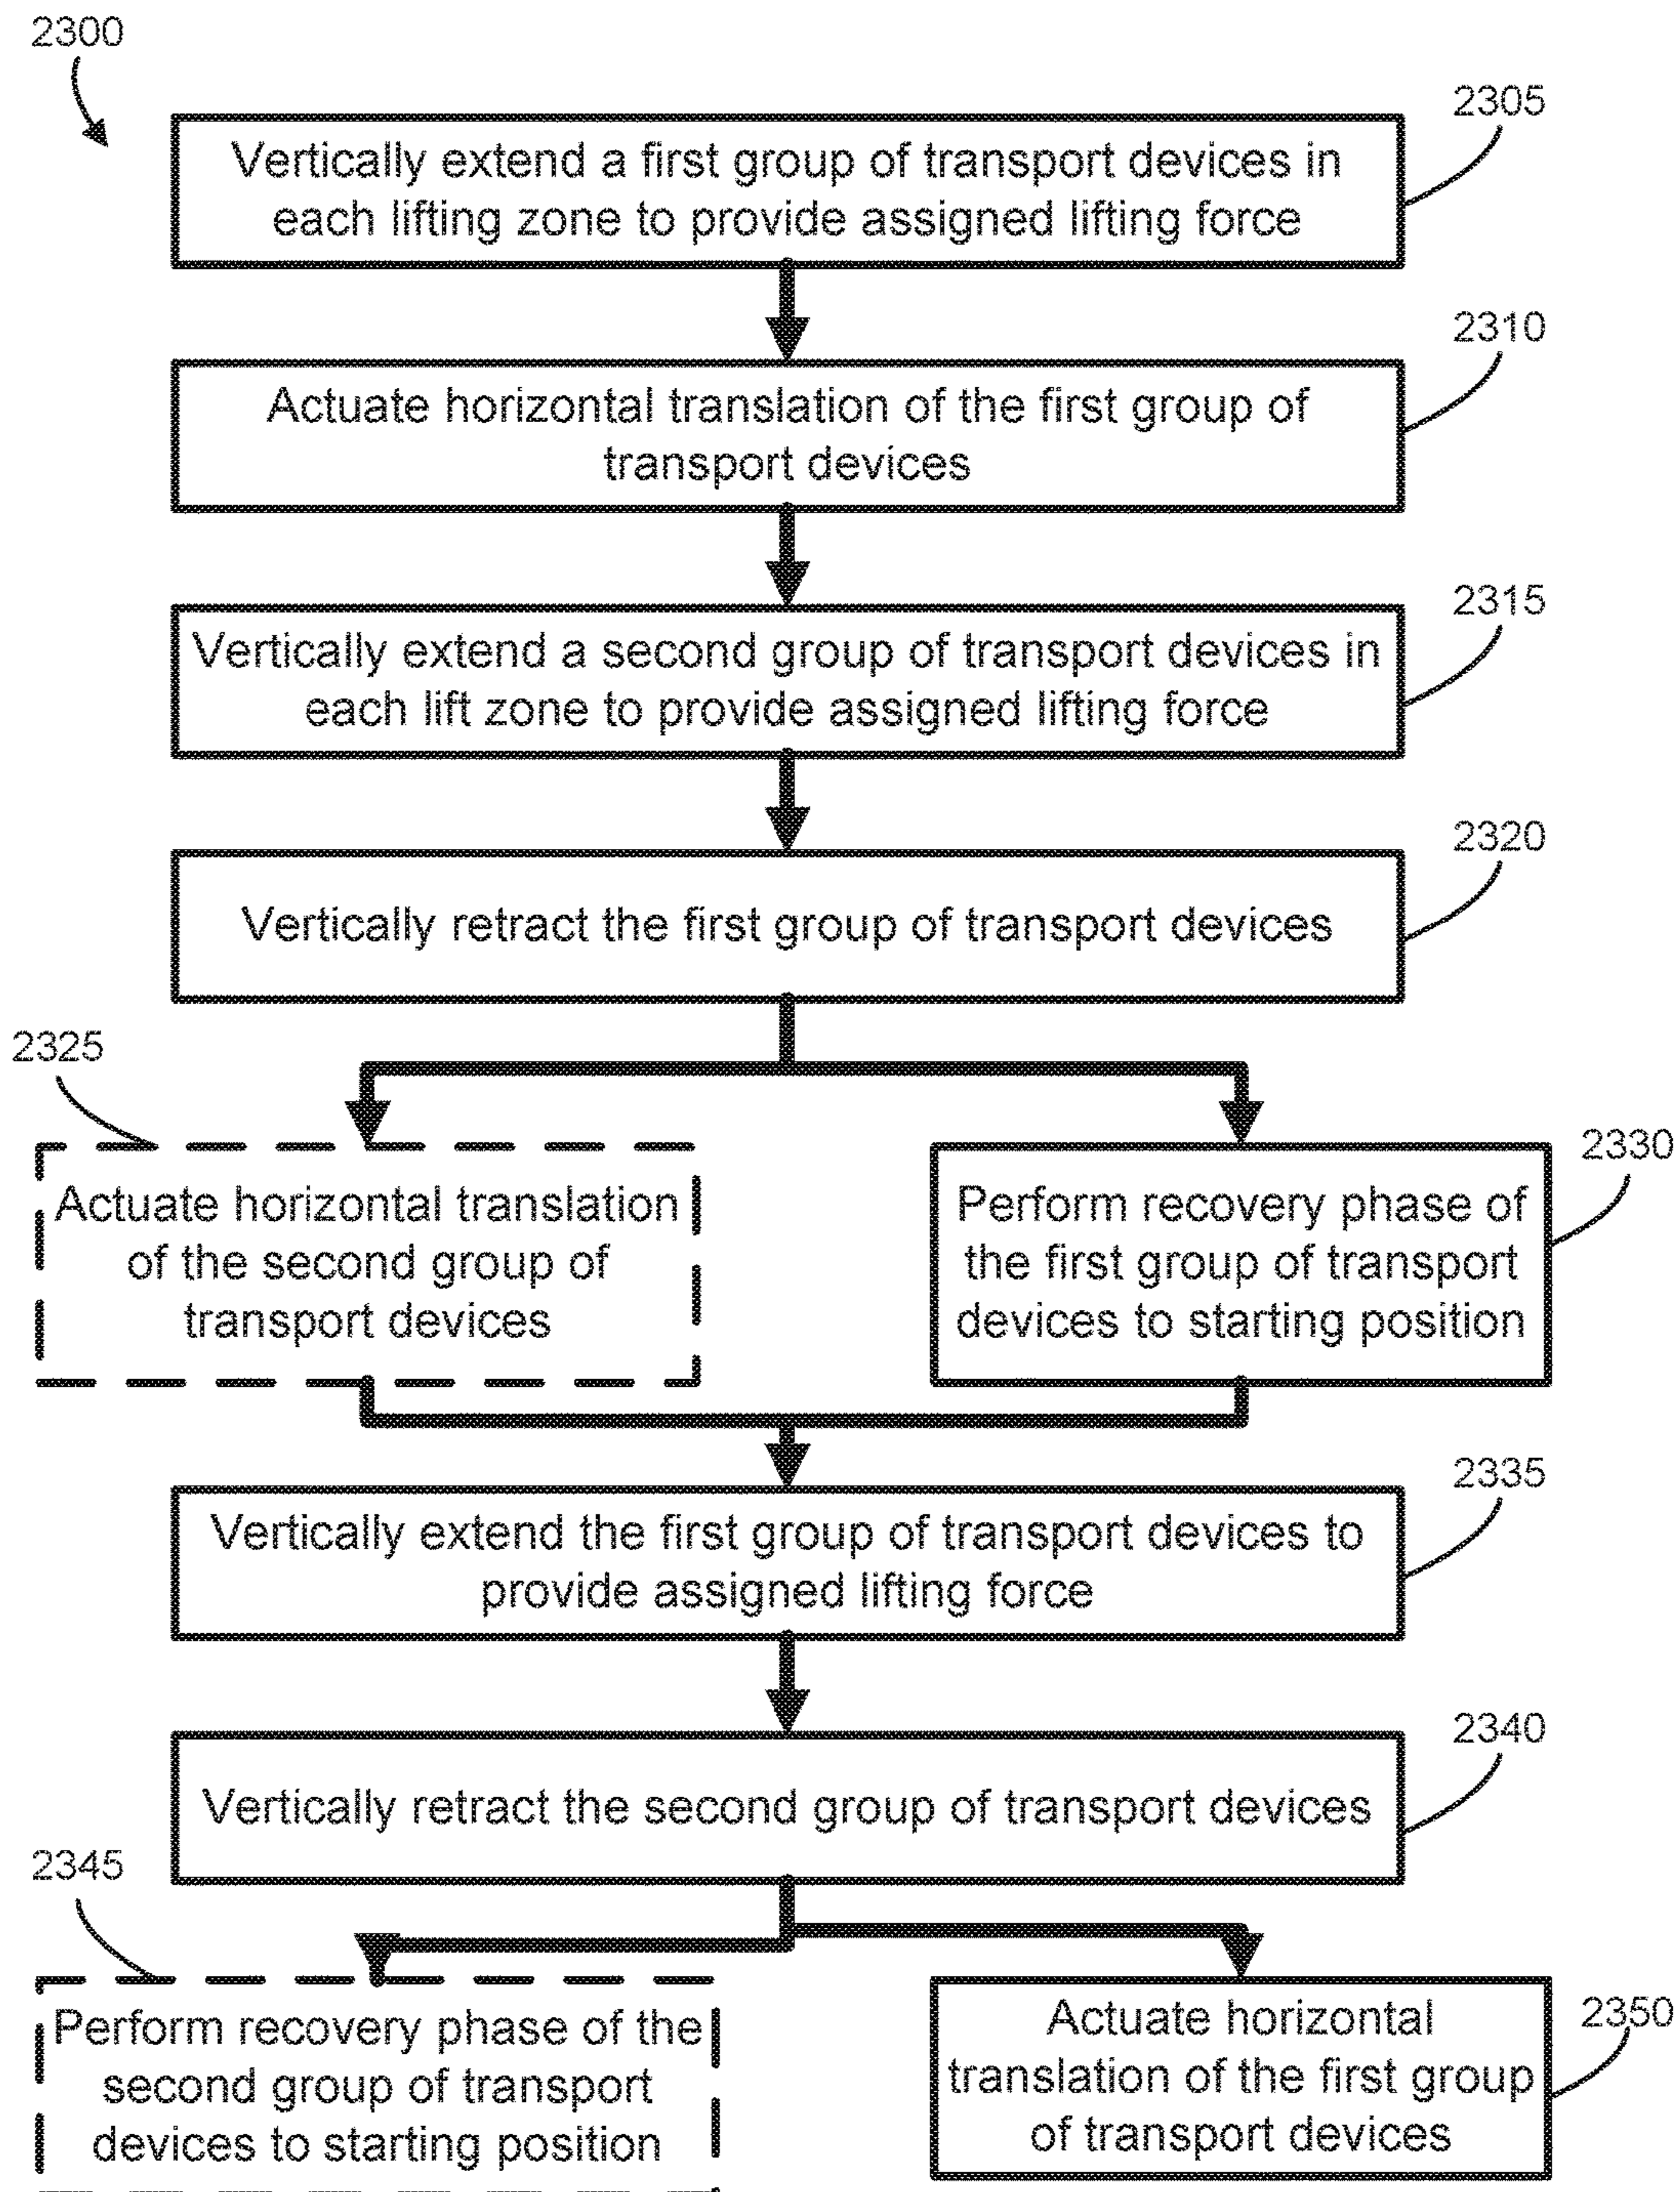 2300
2305
Vertically extend a first group of transport devices in
each lifting zone to provide assigned lifting force
2310
Actuate horizontal translation of the first group of
transport devices
2315
Vertically extend a second group of transport devices in
each lift zone to provide assigned lifting force
2320
Vertically retract the first group of transport devices
2325
Actuate horizontal translation
of the second group of
transport devices
2330
Perform recovery phase of
the first group of transport
devices to starting position
2335
Vertically extend the first group of transport devices to
provide assigned lifting force
2340
Vertically retract the second group of transport devices
2345
Perform recovery phase of the
second group of transport
devices to starting position
2350
Actuate horizontal
translation of the first group
of transport devices